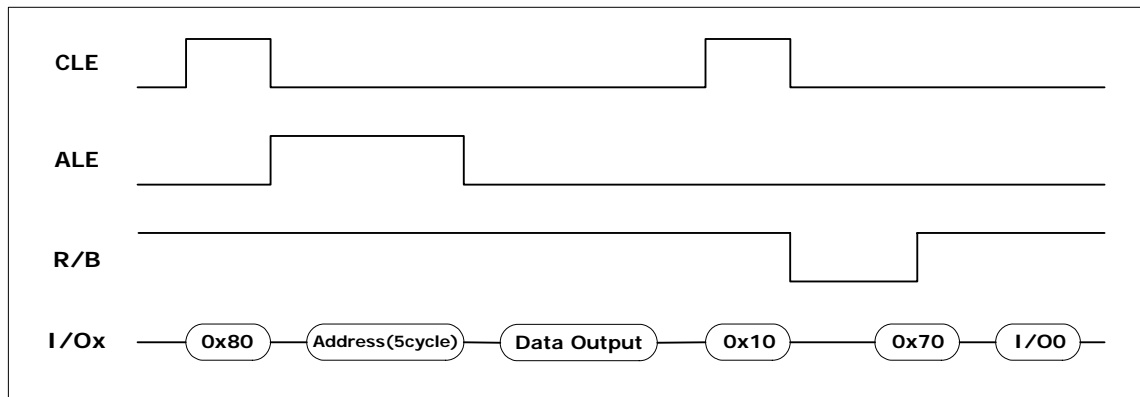 CLE
ALE
R/B
I/Ox 0x80 Address(5cycle) Data Output 0x10 0x70 I/O0